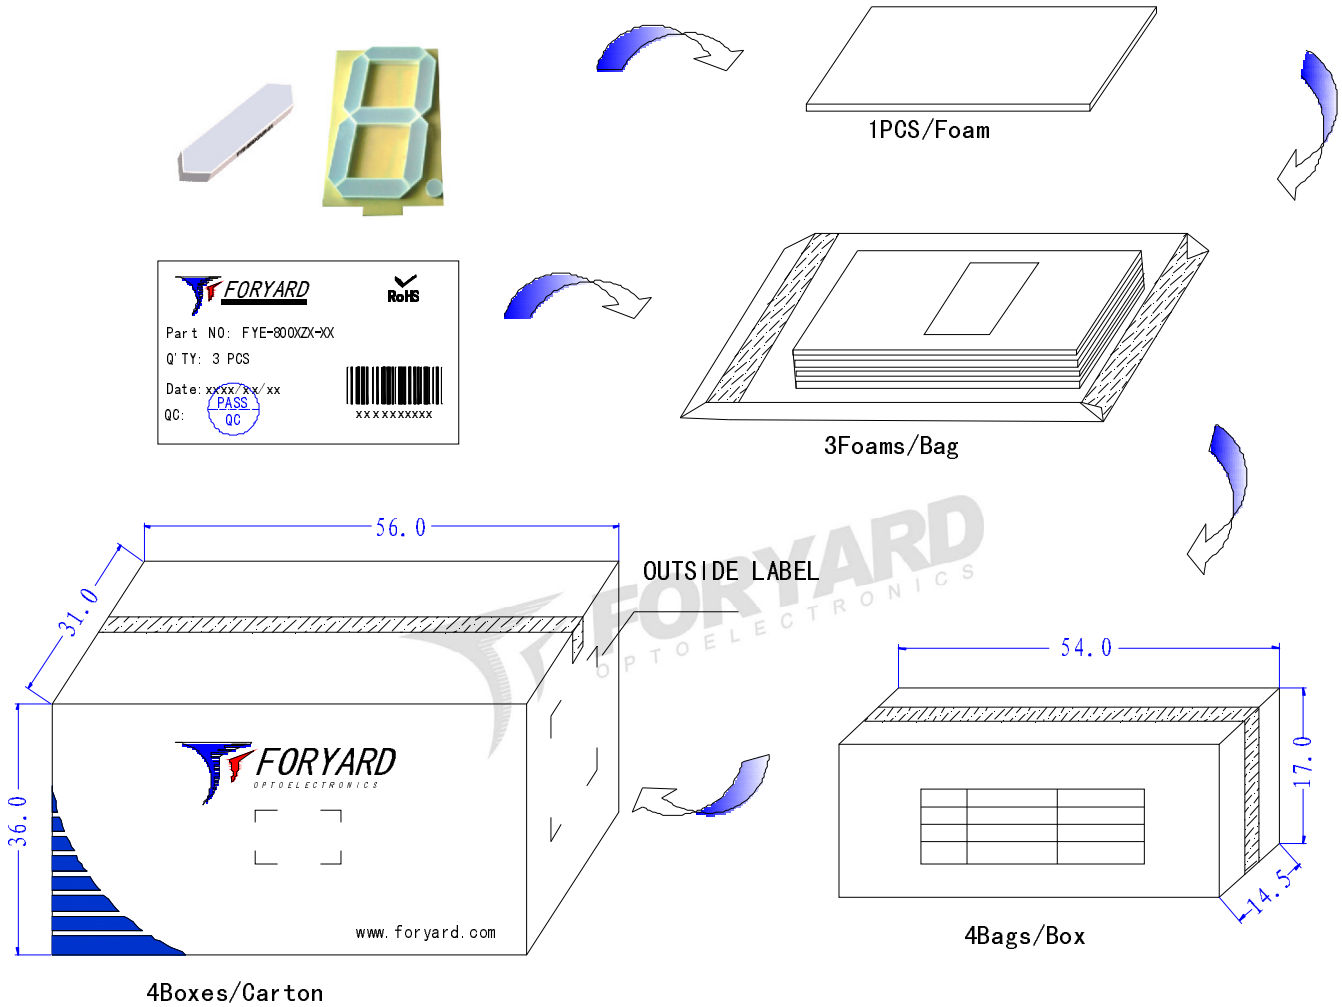 1PCS/Foam
FORYARD
RoHS
Part NO: FYE-800XZX-XX
Q'TY: 3 PCS
Date: xxxx/xx/xx
QC:
PASS
QC
xxxxxxxxxx
3Foams/Bag
56.0
31.0
OUTSIDE LABEL
FORYARD
OPTOELECTRONICS
54.0
17.0
14.5
36.0
FORYARD
OPTOELECTRONICS
www.foryard.com
4Bags/Box
4Boxes/Carton